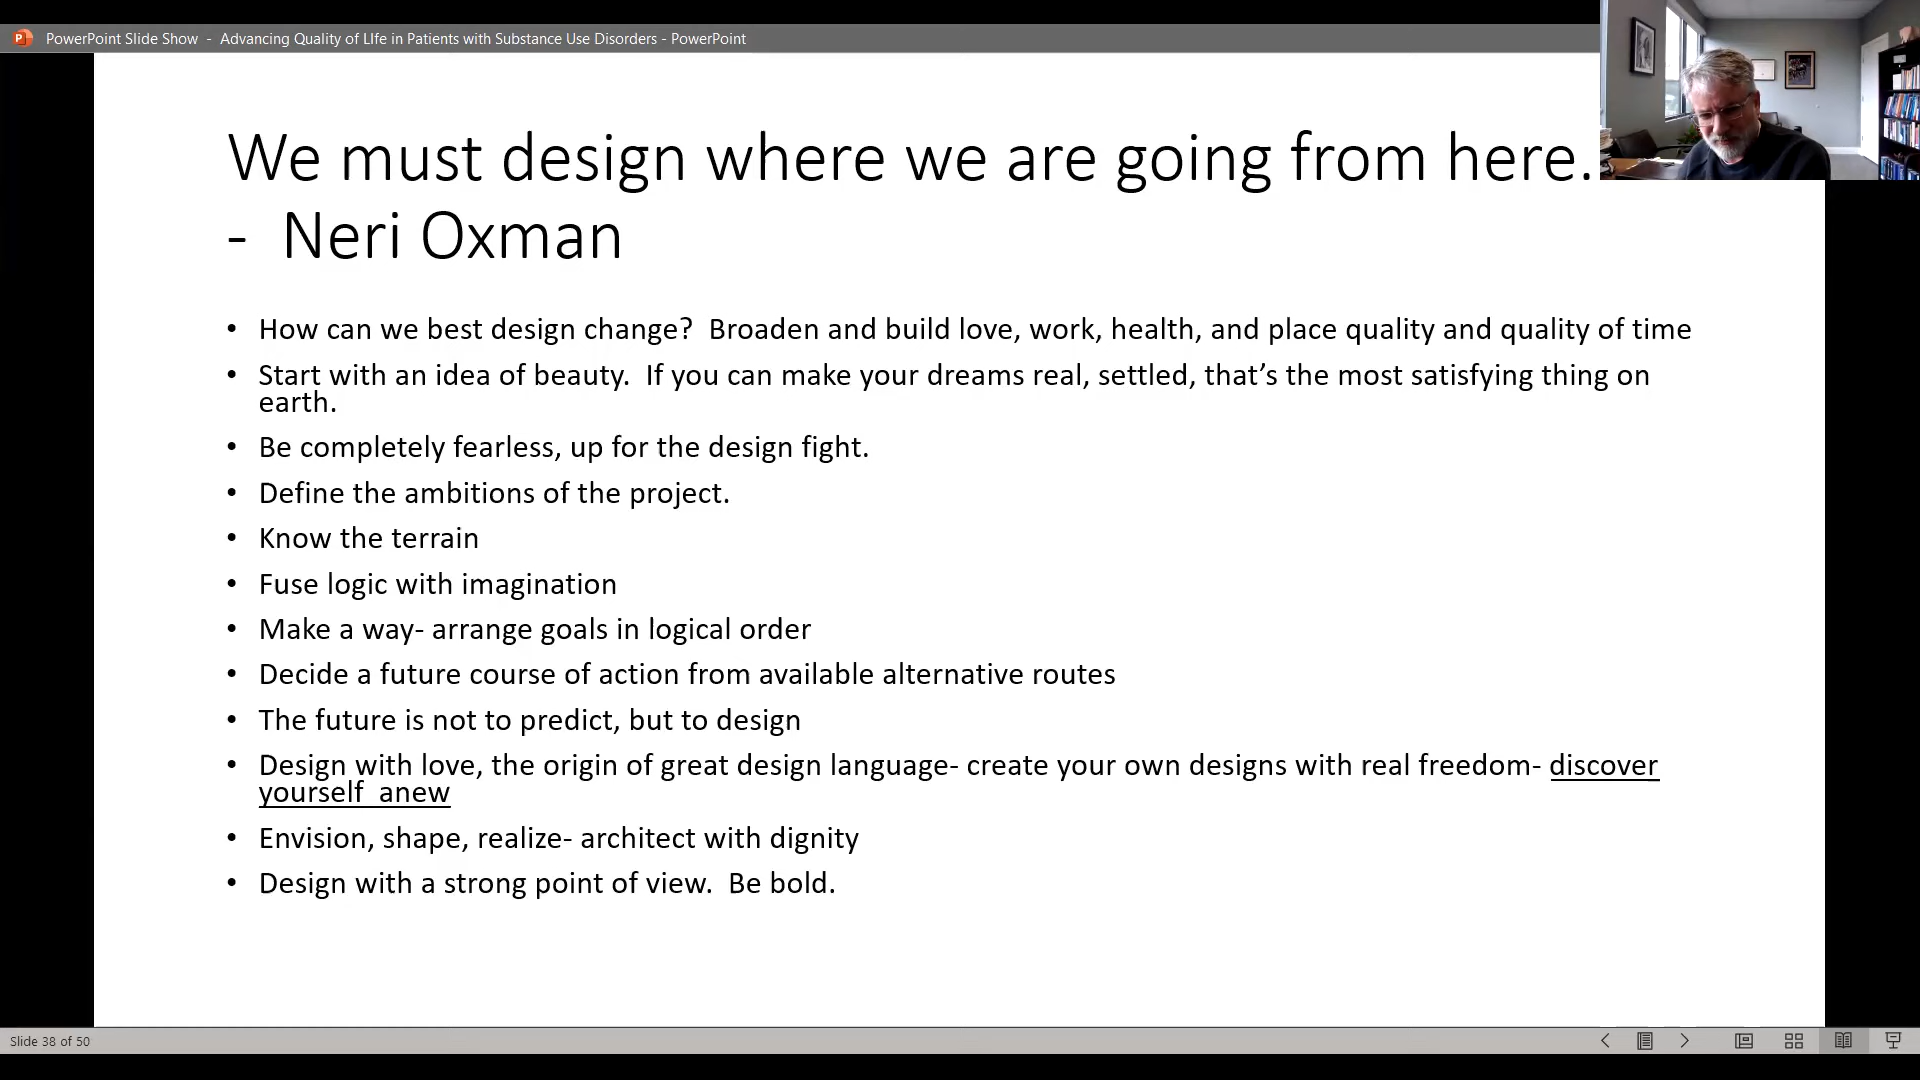 PowerPoint Slide Show - Advancing Quality of LIfe in Patients with Substance Use Disorders - PowerPoint
We must design where we are going from here.
- Neri Oxman
• How can we best design change?  Broaden and build love, work, health, and place quality and quality of time
• Start with an idea of beauty.  If you can make your dreams real, settled, that’s the most satisfying thing on
earth.
• Be completely fearless, up for the design fight.
• Define the ambitions of the project.
• Know the terrain
• Fuse logic with imagination
• Make a way- arrange goals in logical order
• Decide a future course of action from available alternative routes
• The future is not to predict, but to design
• Design with love, the origin of great design language- create your own designs with real freedom- discover
yourself  anew
• Envision, shape, realize- architect with dignity
• Design with a strong point of view.  Be bold.
Slide 38 of 50